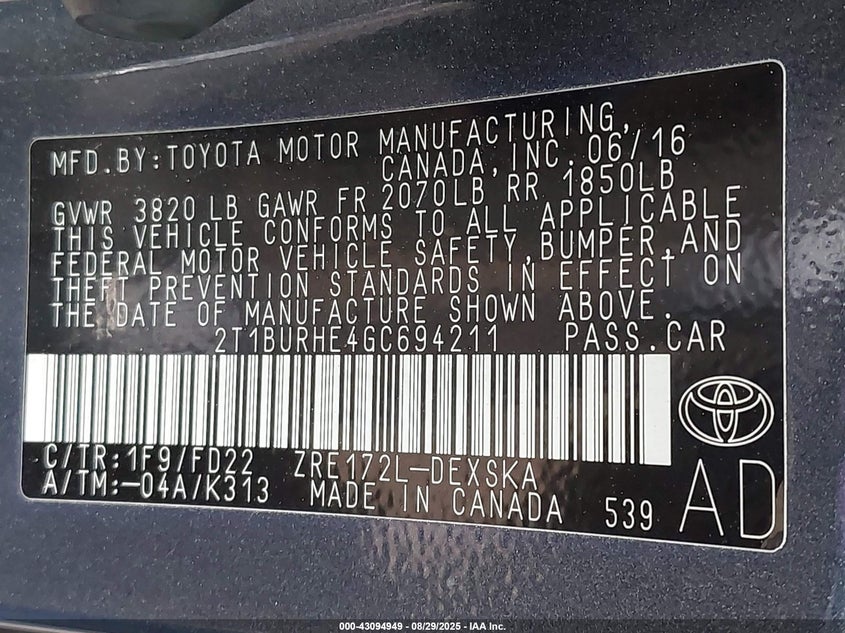 MFD.BY:TOYOTA MOTOR MANUFACTURING,
CANADA,INC. 06/16
GVWR 3820 LB GAWR FR 2070LB RR 1850LB
THIS VEHICLE CONFORMS TO ALL APPLICABLE
FEDERAL MOTOR VEHICLE SAFETY,BUMPER,AND
THEFT PREVENTION STANDARDS IN EFFECT ON
THE DATE OF MANUFACTURE SHOWN ABOVE.
2T1BURHE4GC694211 PASS.CAR
C/TR:1F9/FD22 ZRE172L-DEXSKA
A/TM:-04A/K313 MADE IN CANADA 539 AD
000-43094949 - 08/29/2025 - IAA Inc.